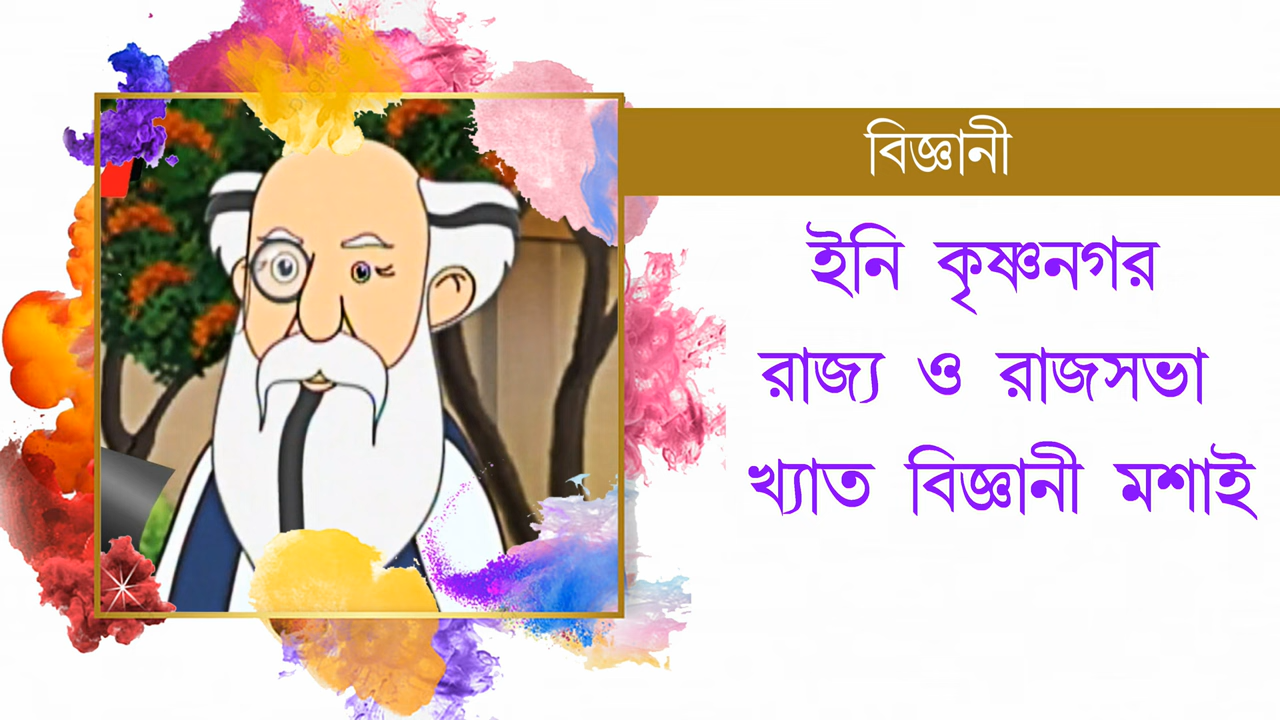 বিজ্ঞানী
ইনি কৃষ্ণনগর
রাজ্য ও রাজসভা
খ্যাত বিজ্ঞানী মশাই